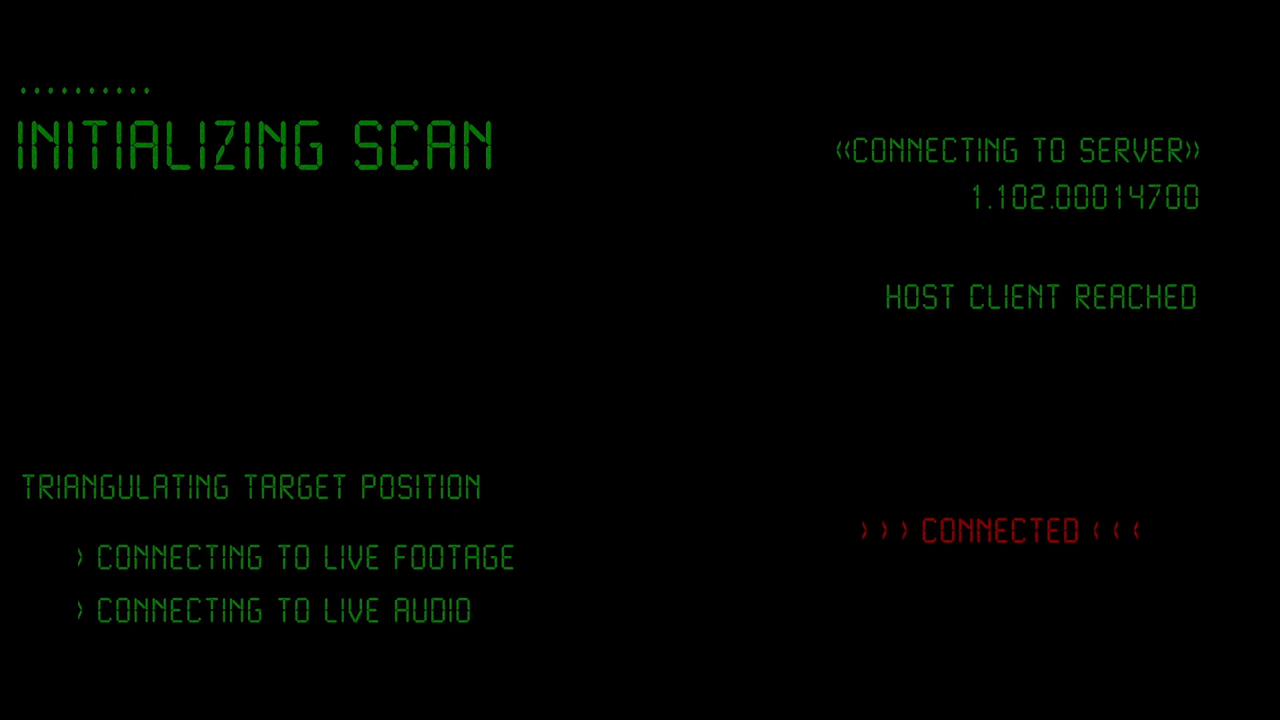 ..........
INITIALIZING SCAN
‹‹CONNECTING TO SERVER››
1.102.00014700
HOST CLIENT REACHED
TRIANGULATING TARGET POSITION
› CONNECTING TO LIVE FOOTAGE
› CONNECTING TO LIVE AUDIO
› › › CONNECTED ‹ ‹ ‹